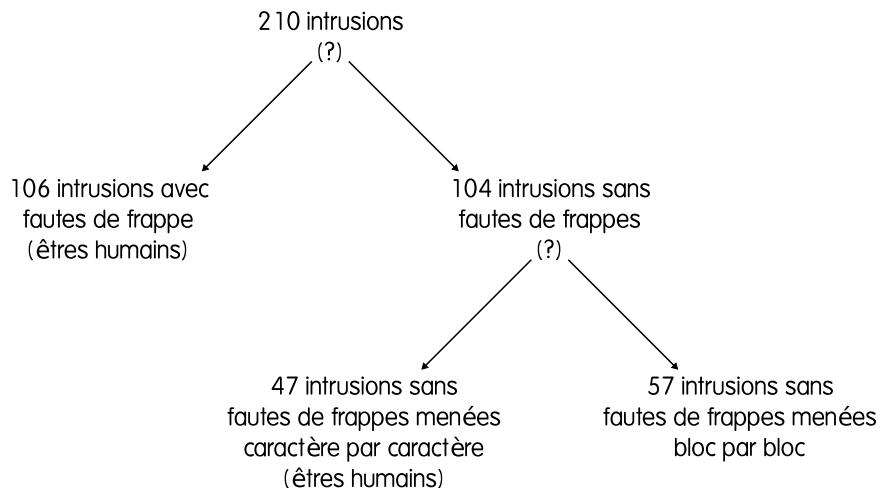 210 intrusions
(?)
106 intrusions avec
fautes de frappe
(êtres humains)
104 intrusions sans
fautes de frappes
(?)
47 intrusions sans
fautes de frappes menées
caractère par caractère
(êtres humains)
57 intrusions sans
fautes de frappes menées
bloc par bloc